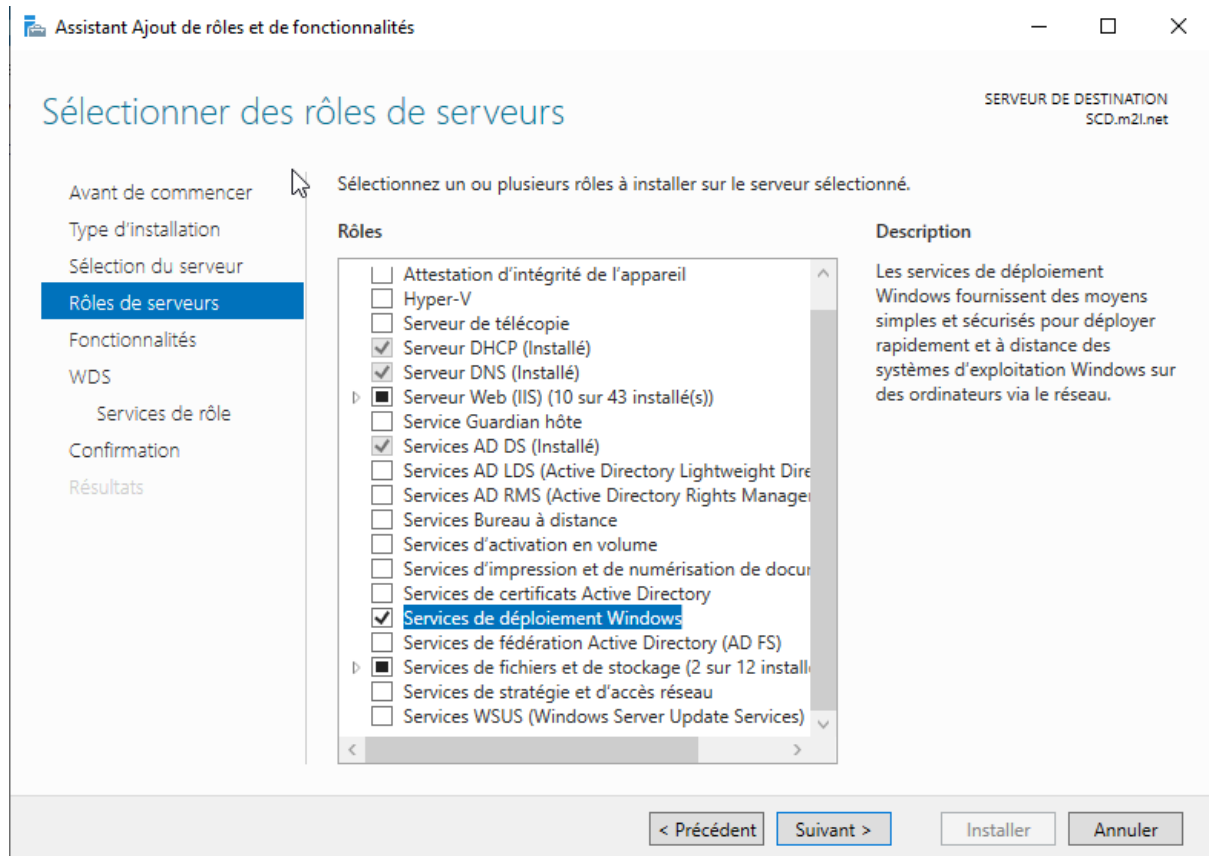 Assistant Ajout de rôles et de fonctionnalités
Sélectionner des rôles de serveurs
SERVEUR DE DESTINATION
SCD.m2l.net
Avant de commencer
Type d'installation
Sélection du serveur
Rôles de serveurs
Fonctionnalités
WDS
Services de rôle
Confirmation
Résultats
Sélectionnez un ou plusieurs rôles à installer sur le serveur sélectionné.
Rôles
Attestation d'intégrité de l'appareil
Hyper-V
Serveur de télécopie
Serveur DHCP (Installé)
Serveur DNS (Installé)
Serveur Web (IIS) (10 sur 43 installé(s))
Service Guardian hôte
Services AD DS (Installé)
Services AD LDS (Active Directory Lightweight Dire
Services AD RMS (Active Directory Rights Manager
Services Bureau à distance
Services d'activation en volume
Services d'impression et de numérisation de docur
Services de certificats Active Directory
Services de déploiement Windows
Services de fédération Active Directory (AD FS)
Services de fichiers et de stockage (2 sur 12 install
Services de stratégie et d'accès réseau
Services WSUS (Windows Server Update Services)
Description
Les services de déploiement
Windows fournissent des moyens
simples et sécurisés pour déployer
rapidement et à distance des
systèmes d'exploitation Windows sur
des ordinateurs via le réseau.
< Précédent
Suivant >
Installer
Annuler